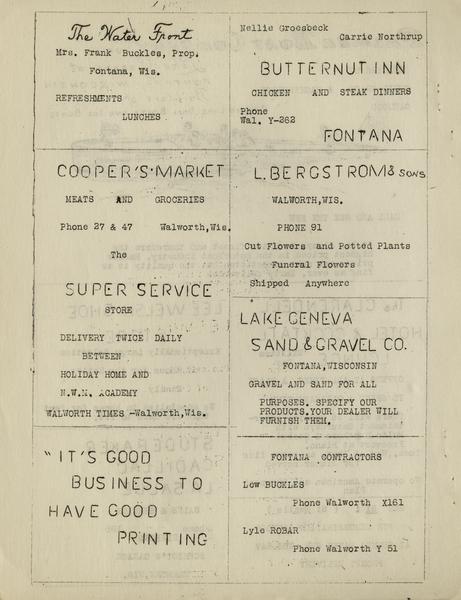 The Water Front
Mrs. Frank Buckles, Prop.
Fontana, Wis.
REFRESHMENTS
LUNCHES
COOPER'S MARKET
MEATS AND GROCERIES
Phone 27 & 47 Walworth, Wis.
The
SUPER SERVICE
STORE
DELIVERY TWICE DAILY
BETWEEN
HOLIDAY HOME AND
N.W.N. ACADEMY
WALWORTH TIMES -Walworth, Wis.
"IT'S GOOD
BUSINESS TO
HAVE GOOD
PRINTING
Nellie Groesbeck
Carrie Northrup
BUTTERNUT INN
CHICKEN AND STEAK DINNERS
Phone
Wal. Y-262
FONTANA
L. BERGSTROM & SONS
WALWORTH, WIS.
PHONE 91
Cut Flowers and Potted Plants
Funeral Flowers
Shipped Anywhere
LAKE GENEVA
SAND & GRAVEL CO.
FONTANA, WISCONSIN
GRAVEL AND SAND FOR ALL
PURPOSES. SPECIFY OUR
PRODUCTS. YOUR DEALER WILL
FURNISH THEM.
FONTANA CONTRACTORS
Lew BUCKLES
Phone Walworth X161
Lyle ROBAR
Phone Walworth Y 51